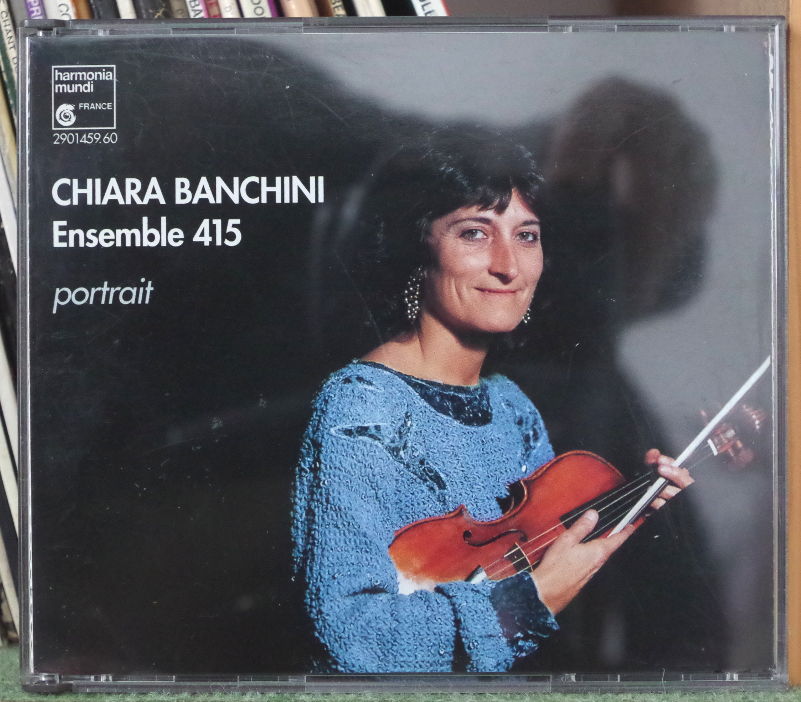 harmonia
mundi
FRANCE
2901459.60
CHIARA BANCHINI
Ensemble 415
portrait